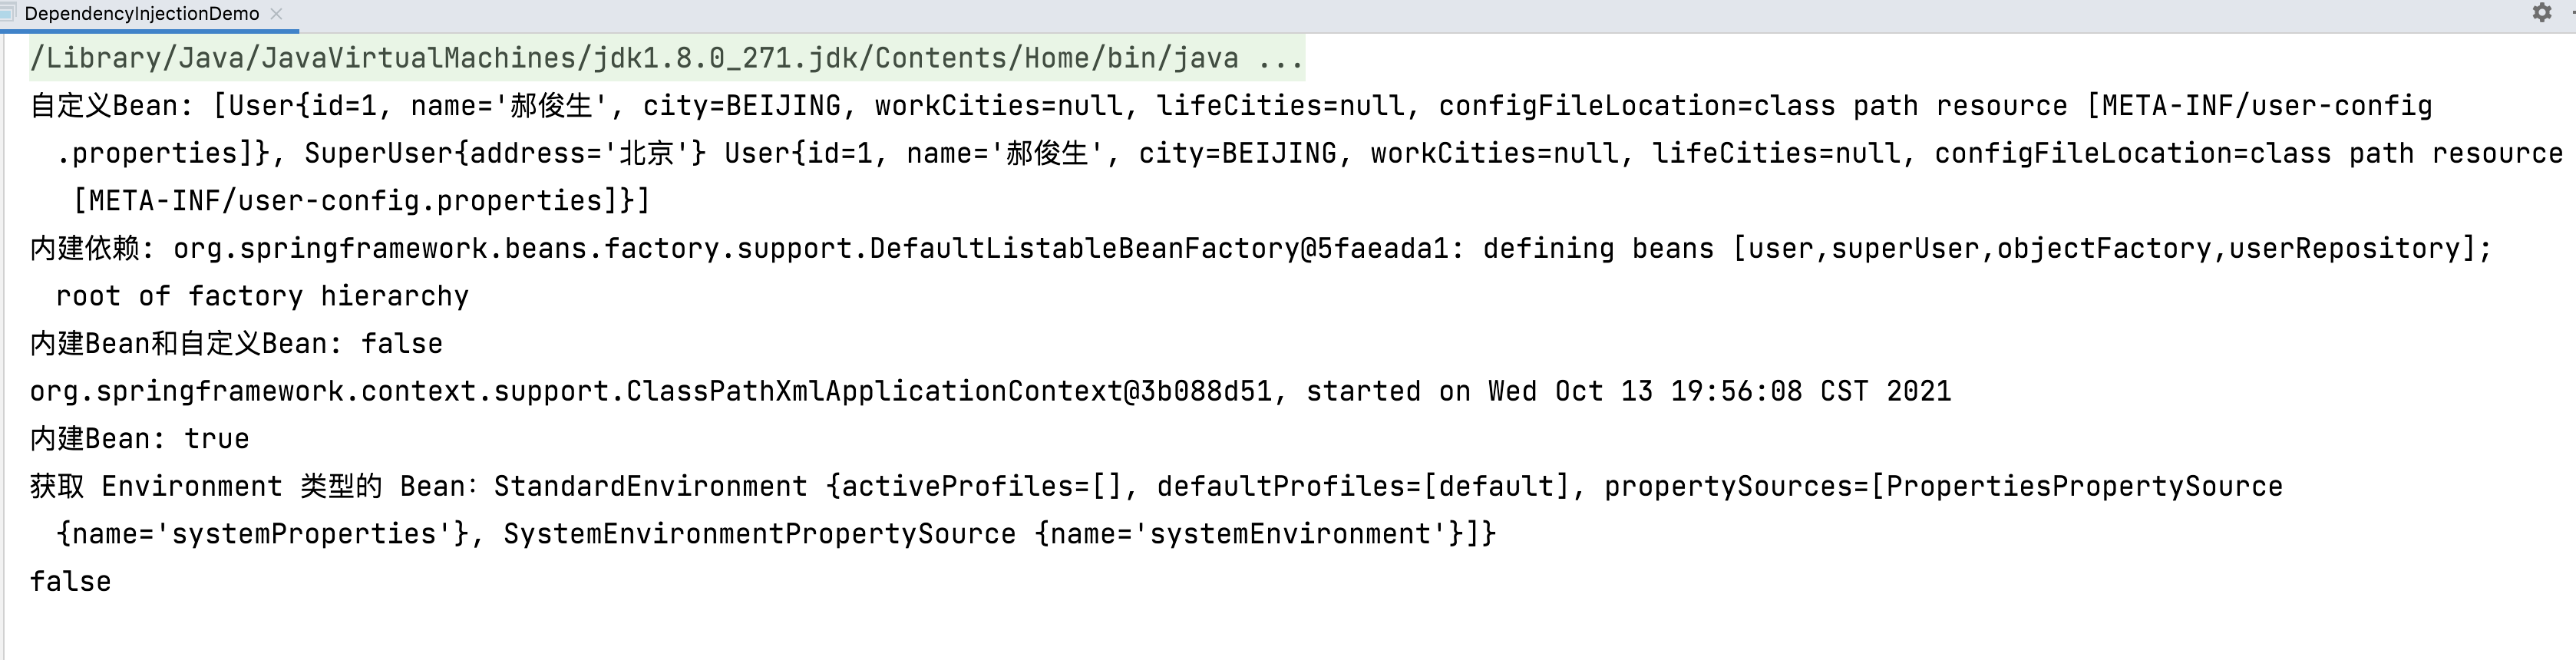 DependencyInjectionDemo
/Library/Java/JavaVirtualMachines/jdk1.8.0_271.jdk/Contents/Home/bin/java ...
自定义Bean: [User{id=1, name='郝俊生', city=BEIJING, workCities=null, lifeCities=null, configFileLocation=class path resource [META-INF/user-config
.properties]}, SuperUser{address='北京'} User{id=1, name='郝俊生', city=BEIJING, workCities=null, lifeCities=null, configFileLocation=class path resource
[META-INF/user-config.properties]}]
内建依赖: org.springframework.beans.factory.support.DefaultListableBeanFactory@5faeada1: defining beans [user,superUser,objectFactory,userRepository];
root of factory hierarchy
内建Bean和自定义Bean: false
org.springframework.context.support.ClassPathXmlApplicationContext@3b088d51, started on Wed Oct 13 19:56:08 CST 2021
内建Bean: true
获取 Environment 类型的 Bean：StandardEnvironment {activeProfiles=[], defaultProfiles=[default], propertySources=[PropertiesPropertySource
{name='systemProperties'}, SystemEnvironmentPropertySource {name='systemEnvironment'}]}
false